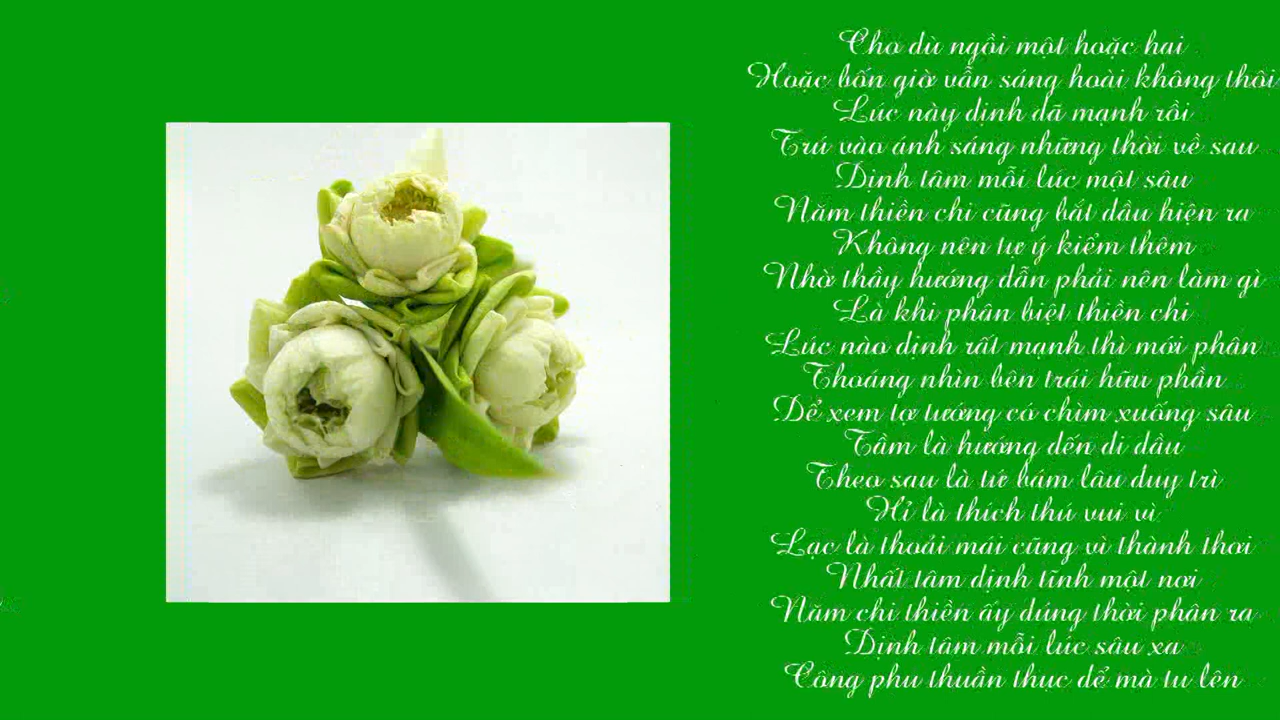 Cho dù ngồi một hoặc hai
Hoặc bốn giờ vẫn sáng hoài không thôi
Lúc này định đã mạnh rồi
Trú vào ánh sáng những thời về sau
Định tâm mỗi lúc một sâu
Năm thiền chi cũng bắt đầu hiện ra
Không nên tự ý kiểm thêm
Nhờ thầy hướng dẫn phải nên làm gì
Là khi phân biệt thiền chi
Lúc nào định rất mạnh thì mới phân
Thoáng nhìn bên trái hữu phần
Để xem tợ tướng có chìm xuống sâu
Tầm là hướng đến đi đầu
Theo sau là tứ bám lâu duy trì
Hỉ là thích thú vui vì
Lạc là thoải mái cũng vì thành thơi
Nhất tâm định tĩnh một nơi
Năm chi thiền ấy đúng thời phân ra
Định tâm mỗi lúc sâu xa
Công phu thuần thục để mà tu lên